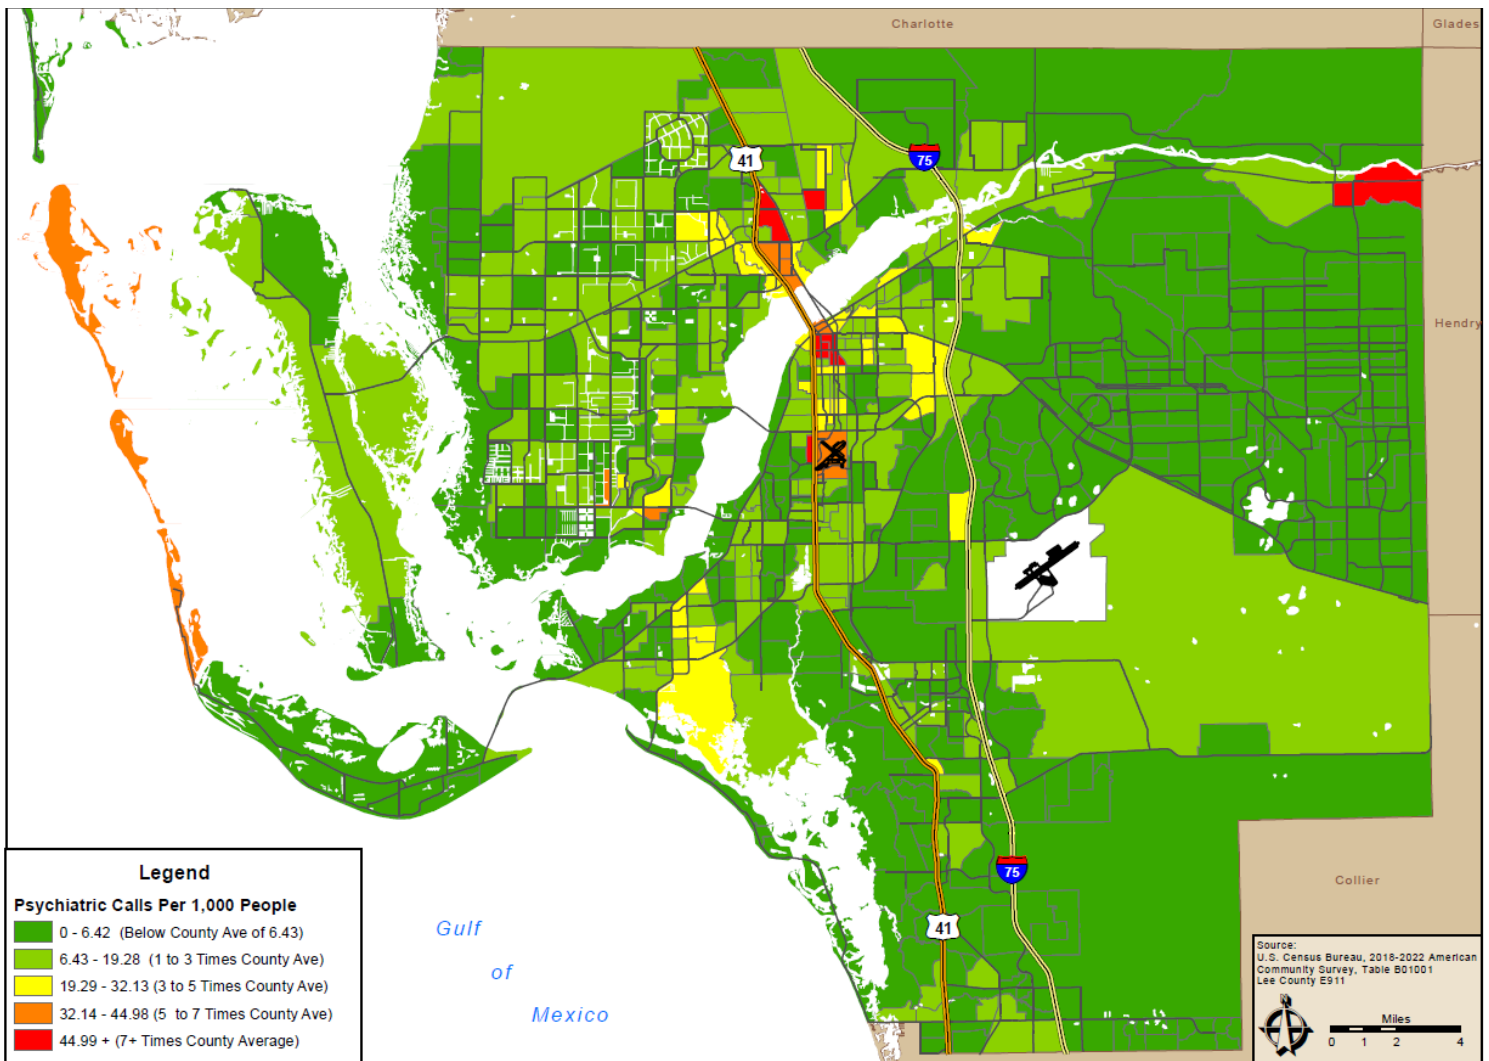 Charlotte
Glades
41
75
Hendry
Collier
75
41
Gulf
of
Mexico
Legend
Psychiatric Calls Per 1,000 People
0 - 6.42 (Below County Ave of 6.43)
6.43 - 19.28 (1 to 3 Times County Ave)
19.29 - 32.13 (3 to 5 Times County Ave)
32.14 - 44.98 (5 to 7 Times County Ave)
44.99 + (7+ Times County Average)
Source:
U.S. Census Bureau, 2018-2022 American
Community Survey, Table B01001
Lee County E911
Miles
0 1 2 4